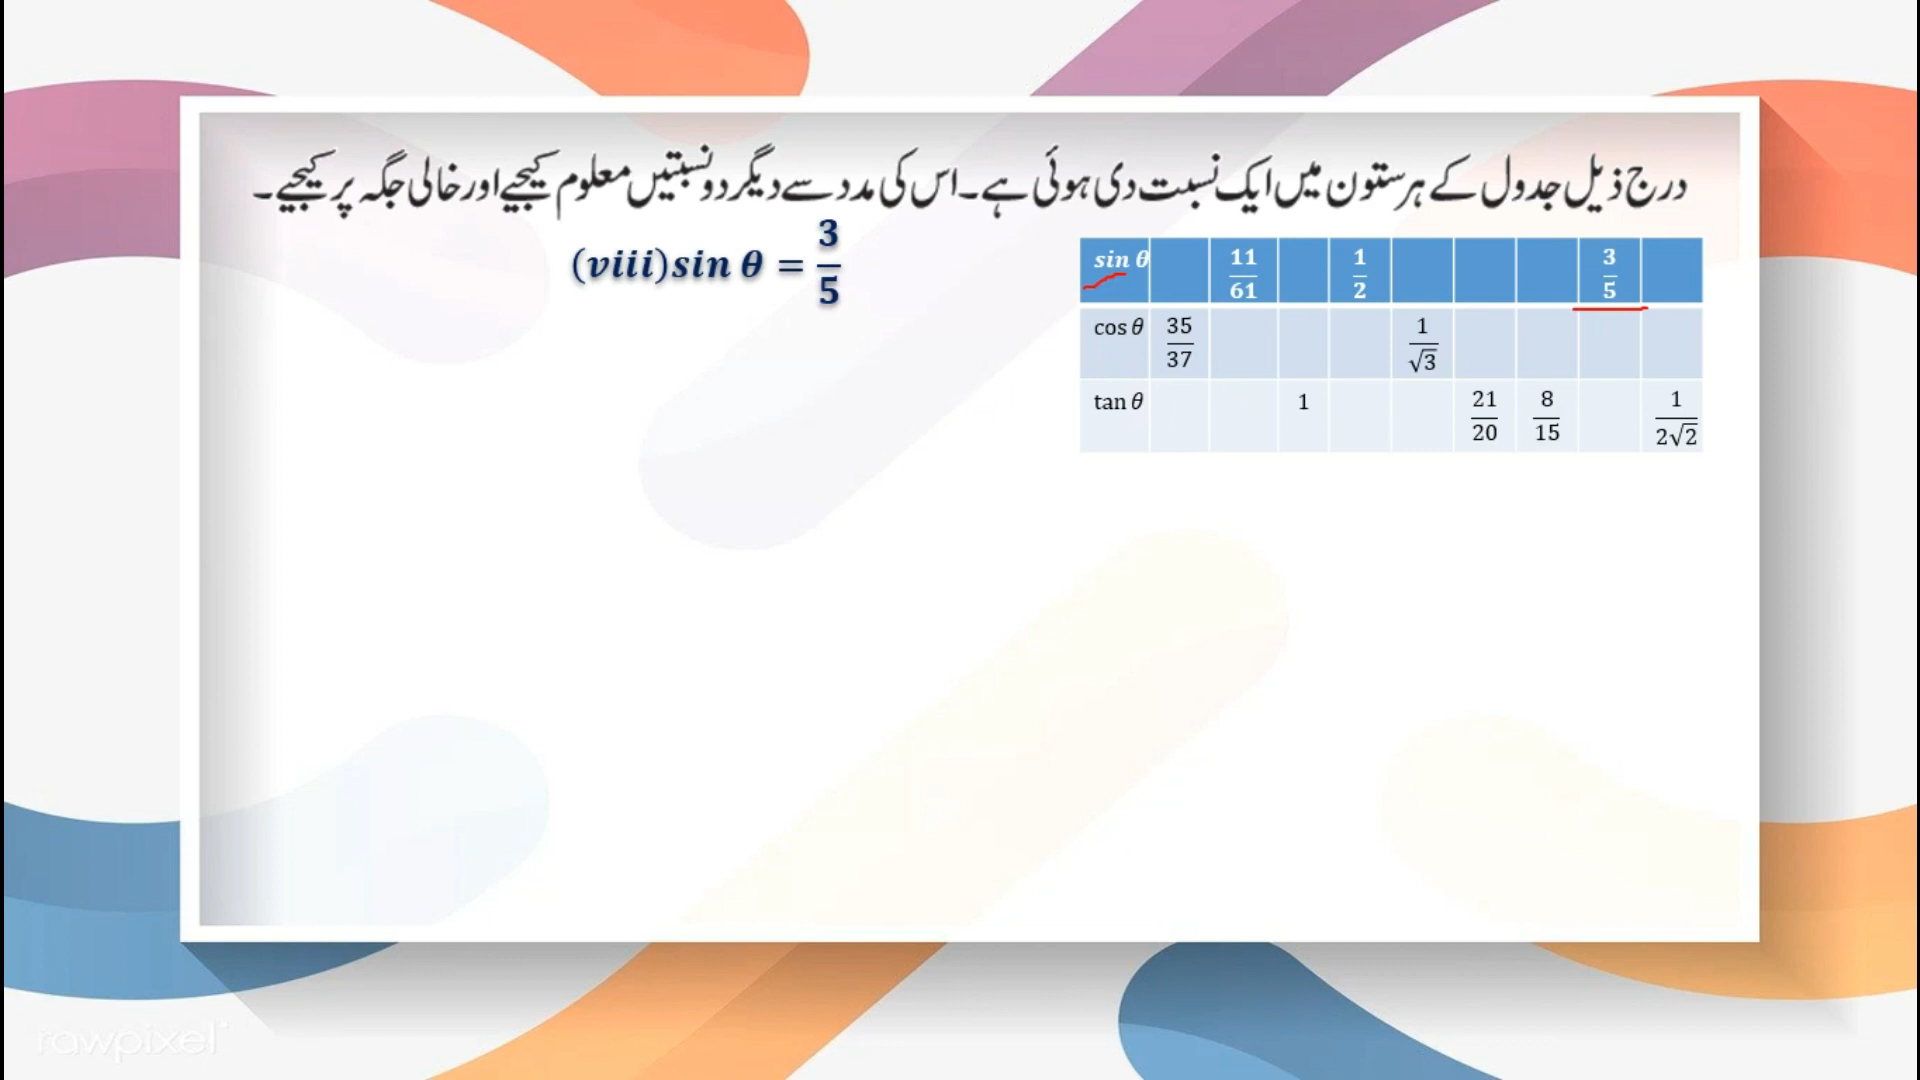 درج ذیل جدول کے ہر ستون میں ایک نسبت دی ہوئی ہے۔ اس کی مدد سے دیگر دو نسبتیں معلوم کیجیے اور خالی جگہ پر کیجیے۔
(viii) sin θ = 3/5
sin θ 11/61 1/2 3/5
cos θ 35/37 1/√3
tan θ 1 21/20 8/15 1/2√2
rawpixel